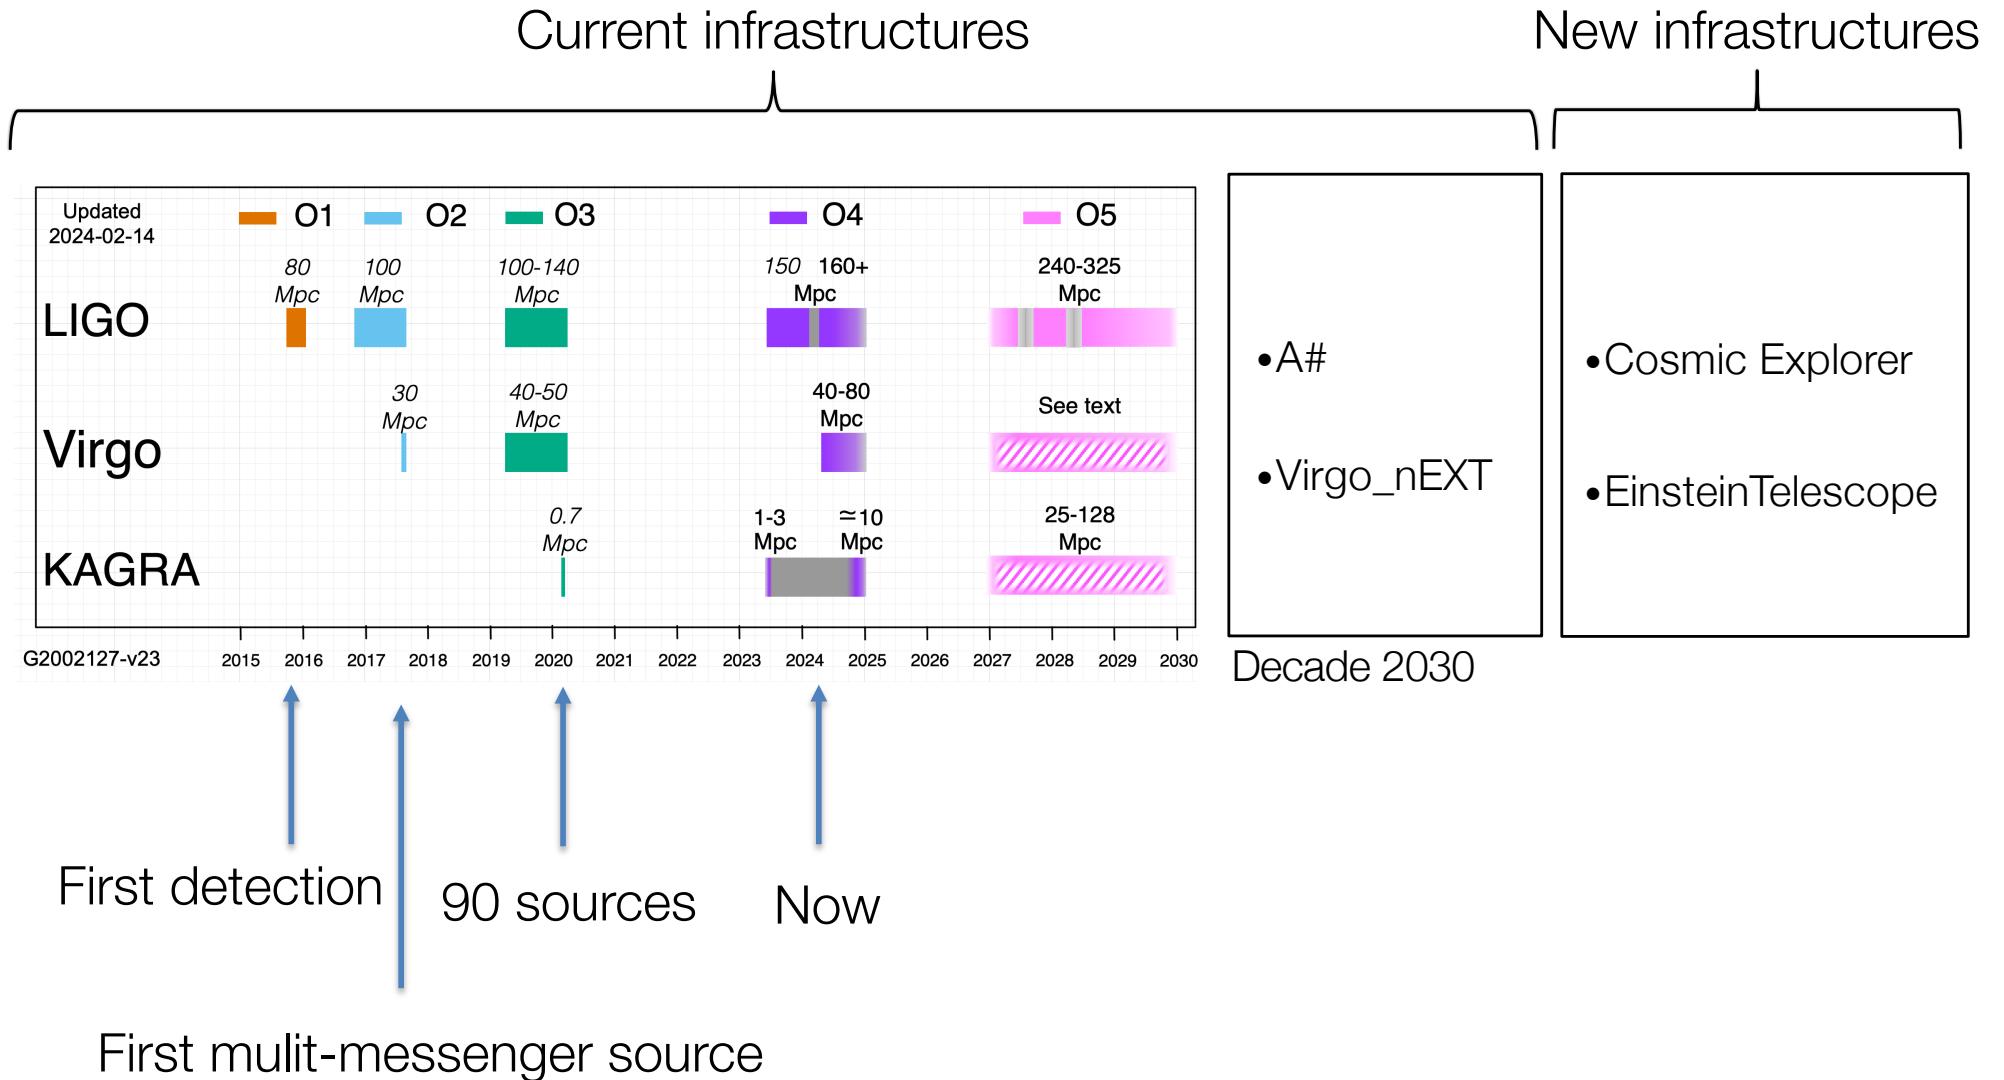 Current infrastructures
New infrastructures
Updated
2024-02-14
O1
O2
O3
O4
O5
LIGO
80
Mpc
100
Mpc
100-140
Mpc
150 160+
Mpc
240-325
Mpc
Virgo
30
Mpc
40-50
Mpc
40-80
Mpc
See text
KAGRA
0.7
Mpc
1-3
Mpc
≃10
Mpc
25-128
Mpc
•A#
•Virgo_nEXT
•Cosmic Explorer
•EinsteinTelescope
G2002127-v23
2015 2016 2017 2018 2019 2020 2021 2022 2023 2024 2025 2026 2027 2028 2029 2030
Decade 2030
First detection
90 sources
Now
First mulit-messenger source